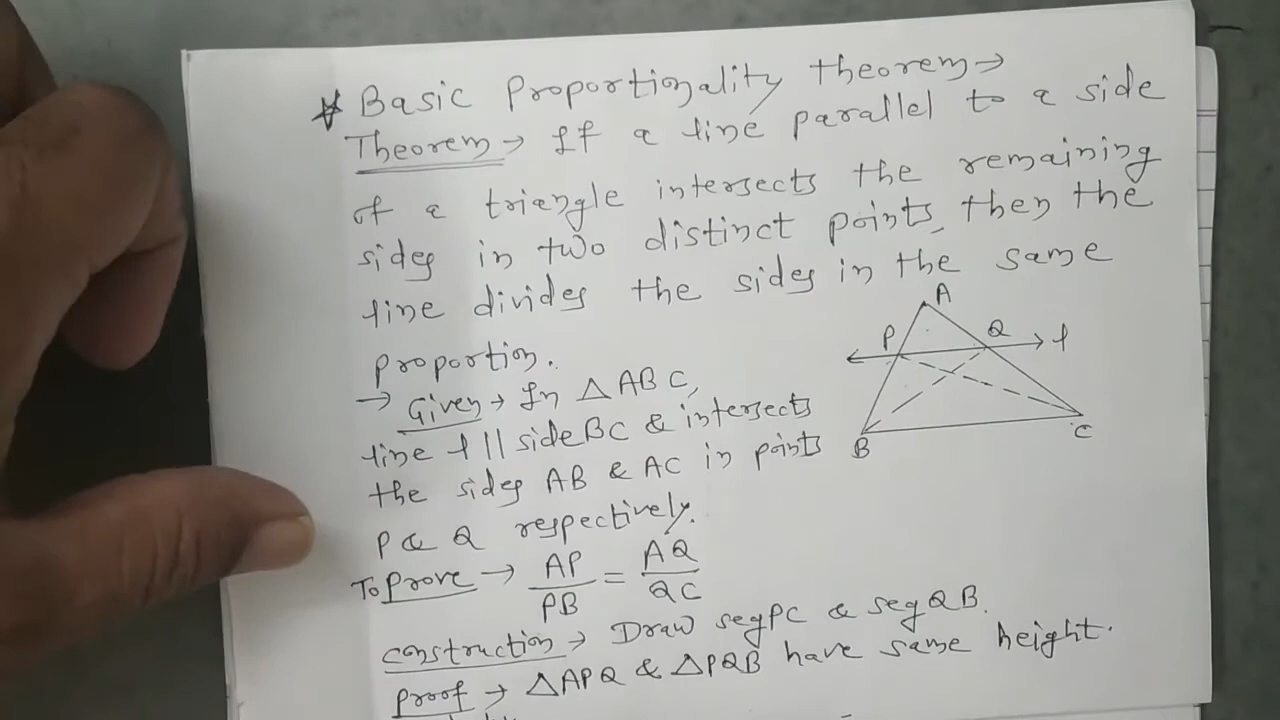 * Basic Proportionality theorem→
Theorem→ If a line parallel to a side
of a triangle intersects the remaining
sides in two distinct points, then the
line divides the sides in the same
proportion.
→ Given→ In △ABC,
line l || side BC & intersects
the sides AB & AC in points
P & Q respectively.
To Prove → AP/PB = AQ/QC
Construction → Draw seg PC & seg QB.
Proof → △APQ & △PQB have same height.
A
P
Q
l
B
C